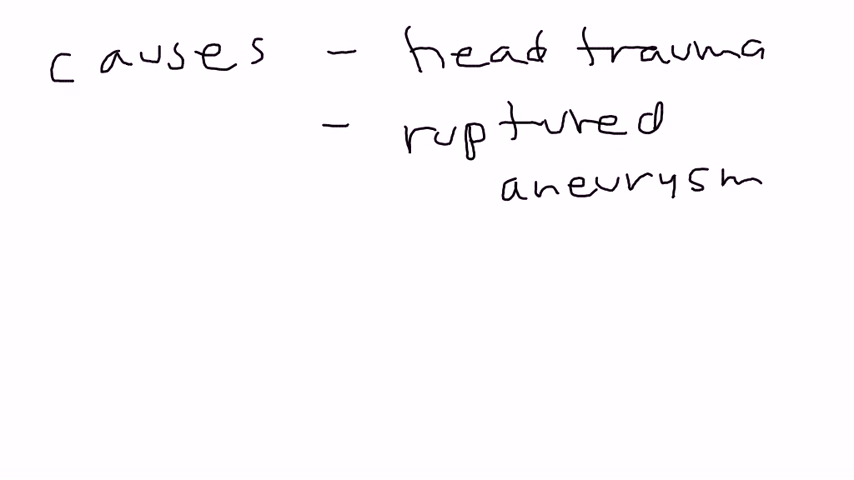 causes - head trauma
- ruptured
aneurysm